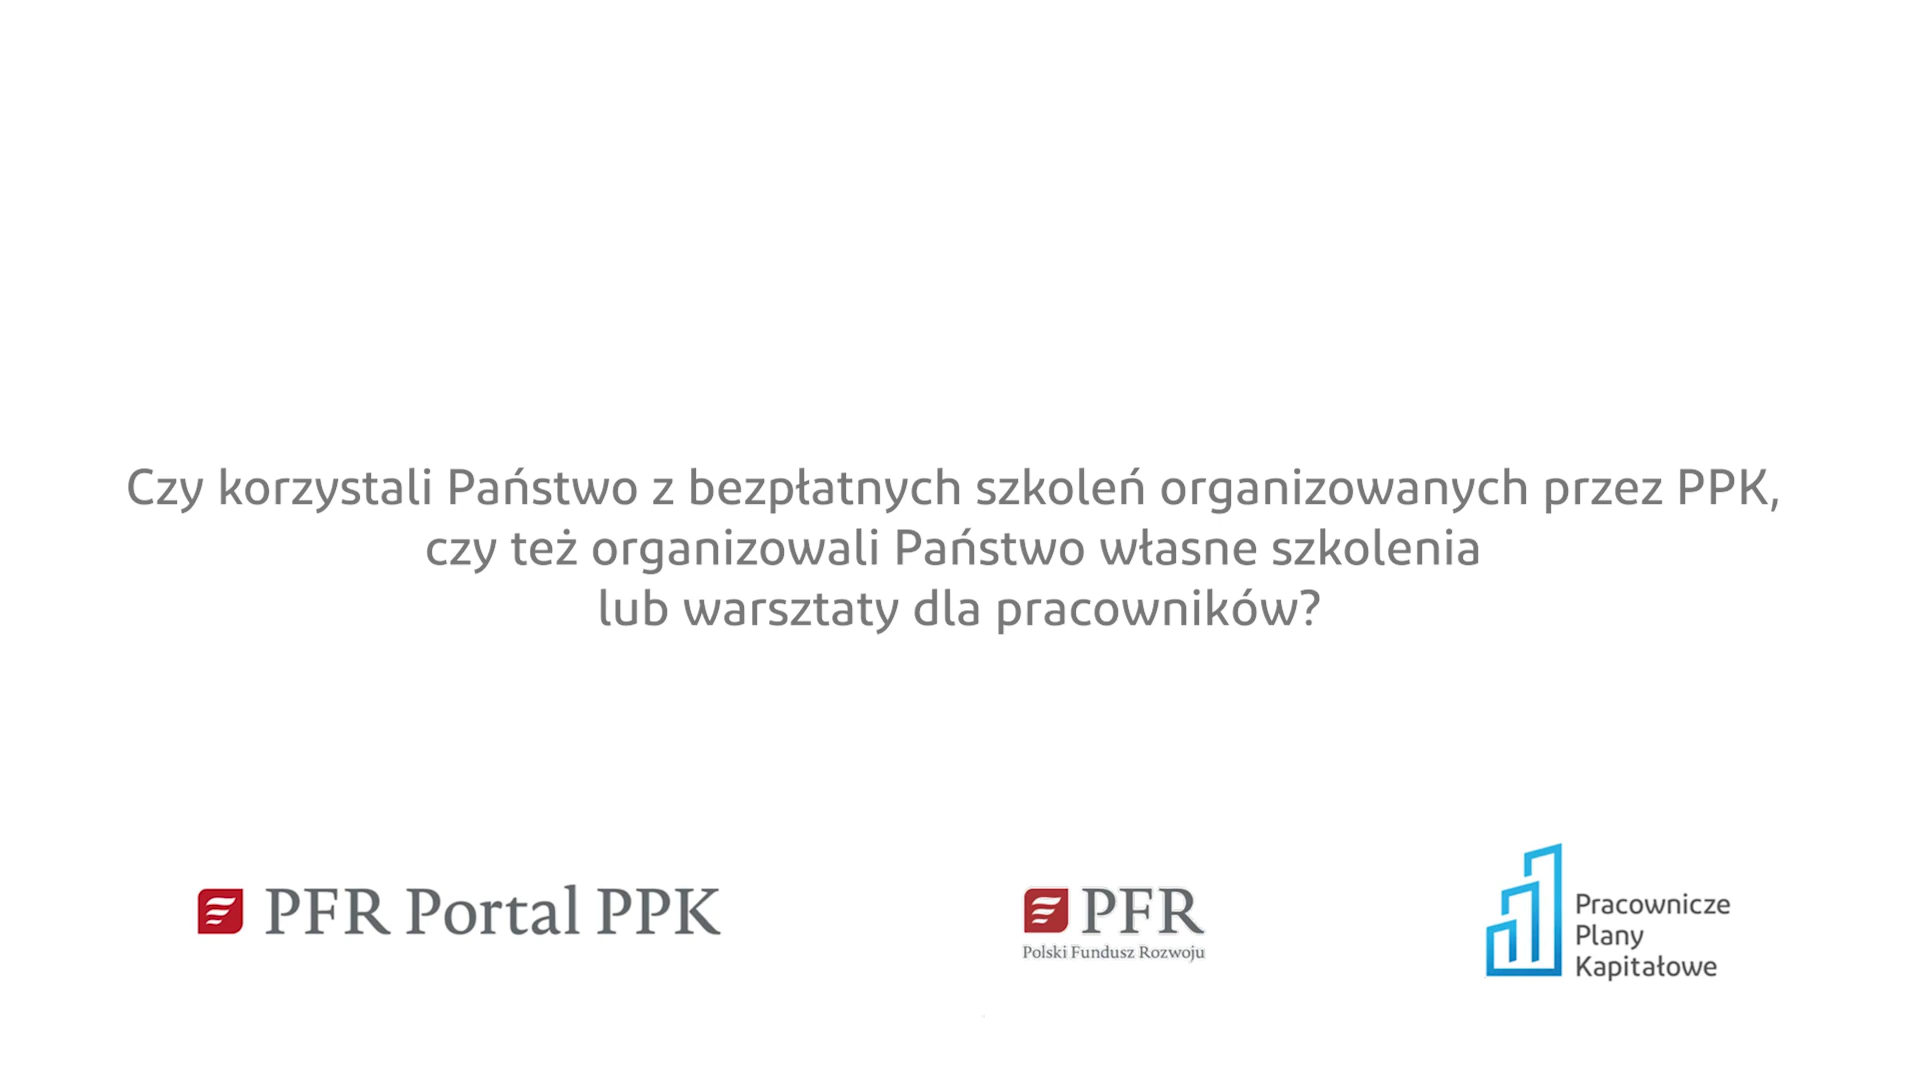 Czy korzystali Państwo z bezpłatnych szkoleń organizowanych przez PPK,
czy też organizowali Państwo własne szkolenia
lub warsztaty dla pracowników?
PFR Portal PPK
PFR
Polski Fundusz Rozwoju
Pracownicze
Plany
Kapitałowe